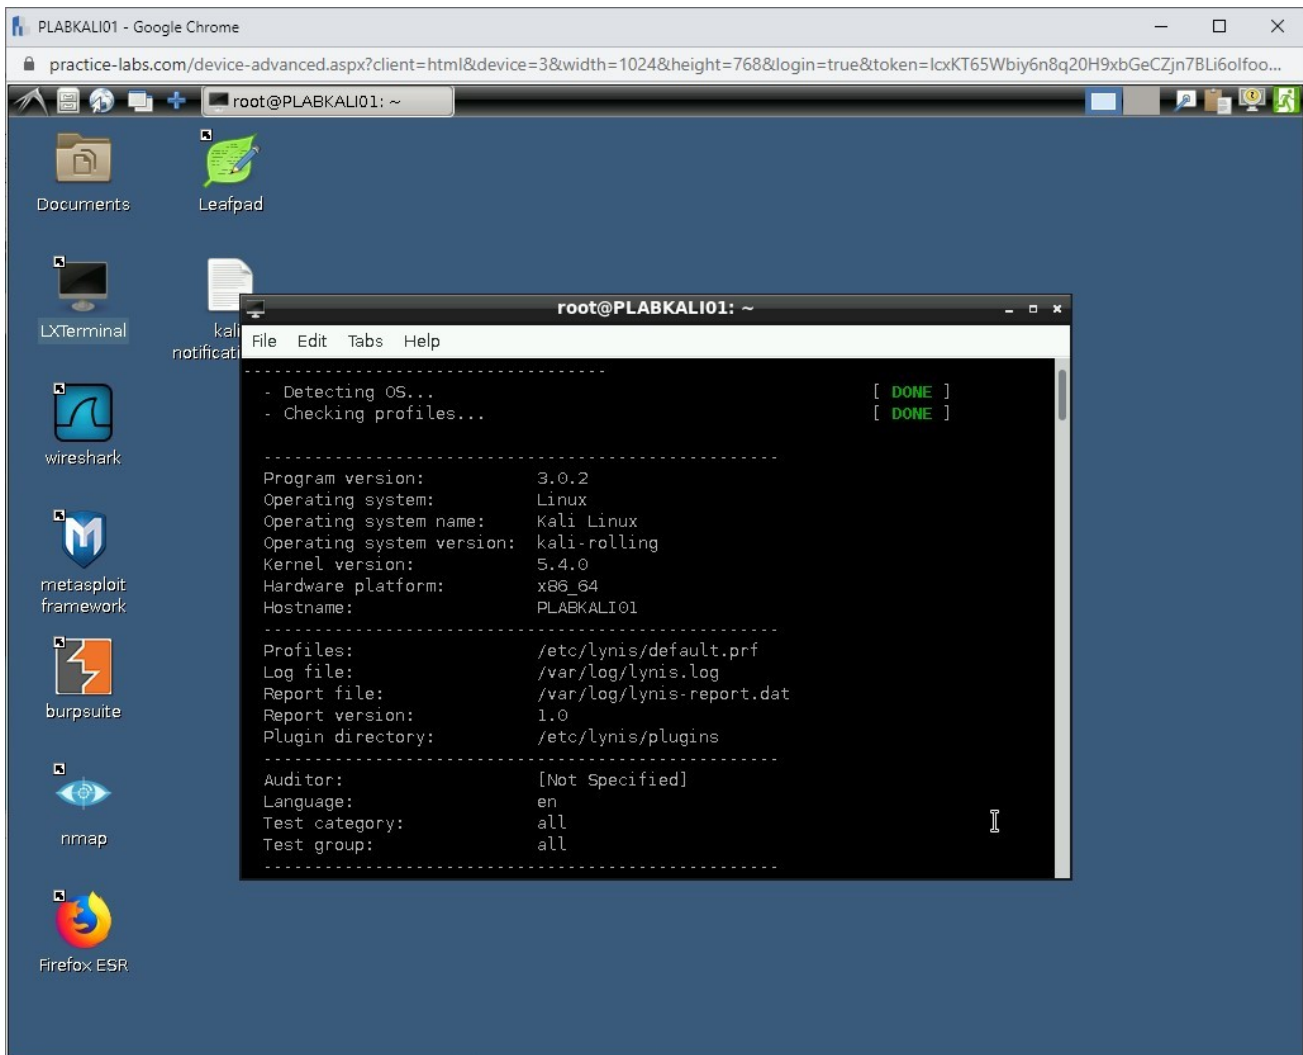 PLABKALI01 - Google Chrome
practice-labs.com/device-advanced.aspx?client=html&device=3&width=1024&height=768&login=true&token=IcxKT65Wbiy6n8q20H9xbGeCZjn7BLi6olfoo...
root@PLABKALI01: ~
Documents
Leafpad
LXTerminal
kali
notificati
wireshark
metasploit
framework
burpsuite
nmap
Firefox ESR
root@PLABKALI01: ~
File Edit Tabs Help
------------------------------------
- Detecting OS... [ DONE ]
- Checking profiles... [ DONE ]
---------------------------------------------------
Program version: 3.0.2
Operating system: Linux
Operating system name: Kali Linux
Operating system version: kali-rolling
Kernel version: 5.4.0
Hardware platform: x86_64
Hostname: PLABKALI01
---------------------------------------------------
Profiles: /etc/lynis/default.prf
Log file: /var/log/lynis.log
Report file: /var/log/lynis-report.dat
Report version: 1.0
Plugin directory: /etc/lynis/plugins
---------------------------------------------------
Auditor: [Not Specified]
Language: en
Test category: all
Test group: all
---------------------------------------------------